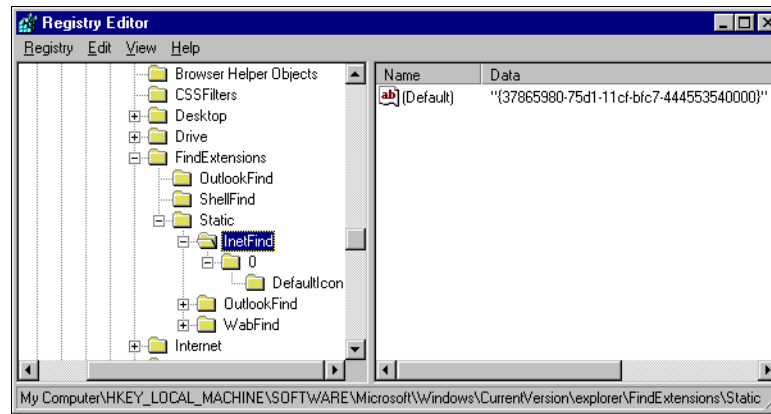 Registry Editor
Registry Edit View Help
Browser Helper Objects
CSSFilters
Desktop
Drive
FindExtensions
OutlookFind
ShellFind
Static
InetFind
0
DefaultIcon
OutlookFind
WabFind
Internet
Name Data
ab (Default) "{37865980-75d1-11cf-bfc7-444553540000}"
My Computer\HKEY_LOCAL_MACHINE\SOFTWARE\Microsoft\Windows\CurrentVersion\explorer\FindExtensions\Static